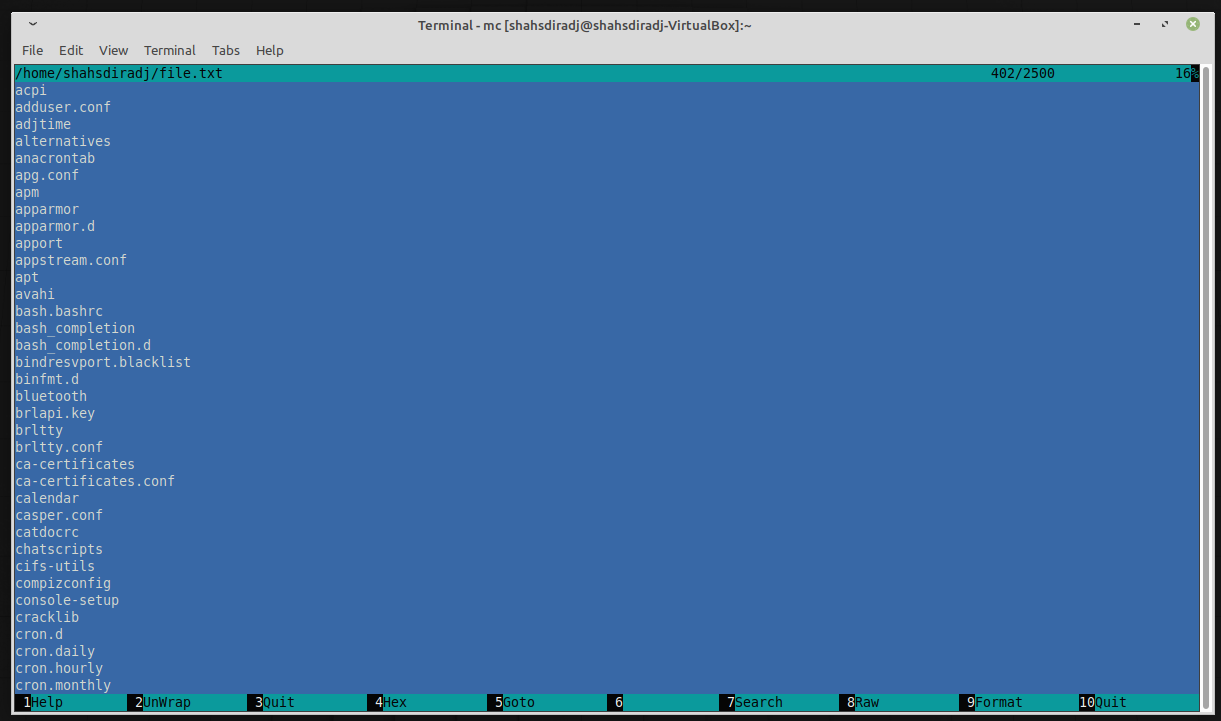 Terminal - mc [shahsdiradj@shahsdiradj-VirtualBox]:~
File Edit View Terminal Tabs Help
/home/shahsdiradj/file.txt 402/2500 16%
acpi
adduser.conf
adjtime
alternatives
anacrontab
apg.conf
apm
apparmor
apparmor.d
apport
appstream.conf
apt
avahi
bash.bashrc
bash_completion
bash_completion.d
bindresvport.blacklist
binfmt.d
bluetooth
brlapi.key
brltty
brltty.conf
ca-certificates
ca-certificates.conf
calendar
casper.conf
catdocrc
chatscripts
cifs-utils
compizconfig
console-setup
cracklib
cron.d
cron.daily
cron.hourly
cron.monthly
1Help 2UnWrap 3Quit 4Hex 5Goto 6 7Search 8Raw 9Format 10Quit